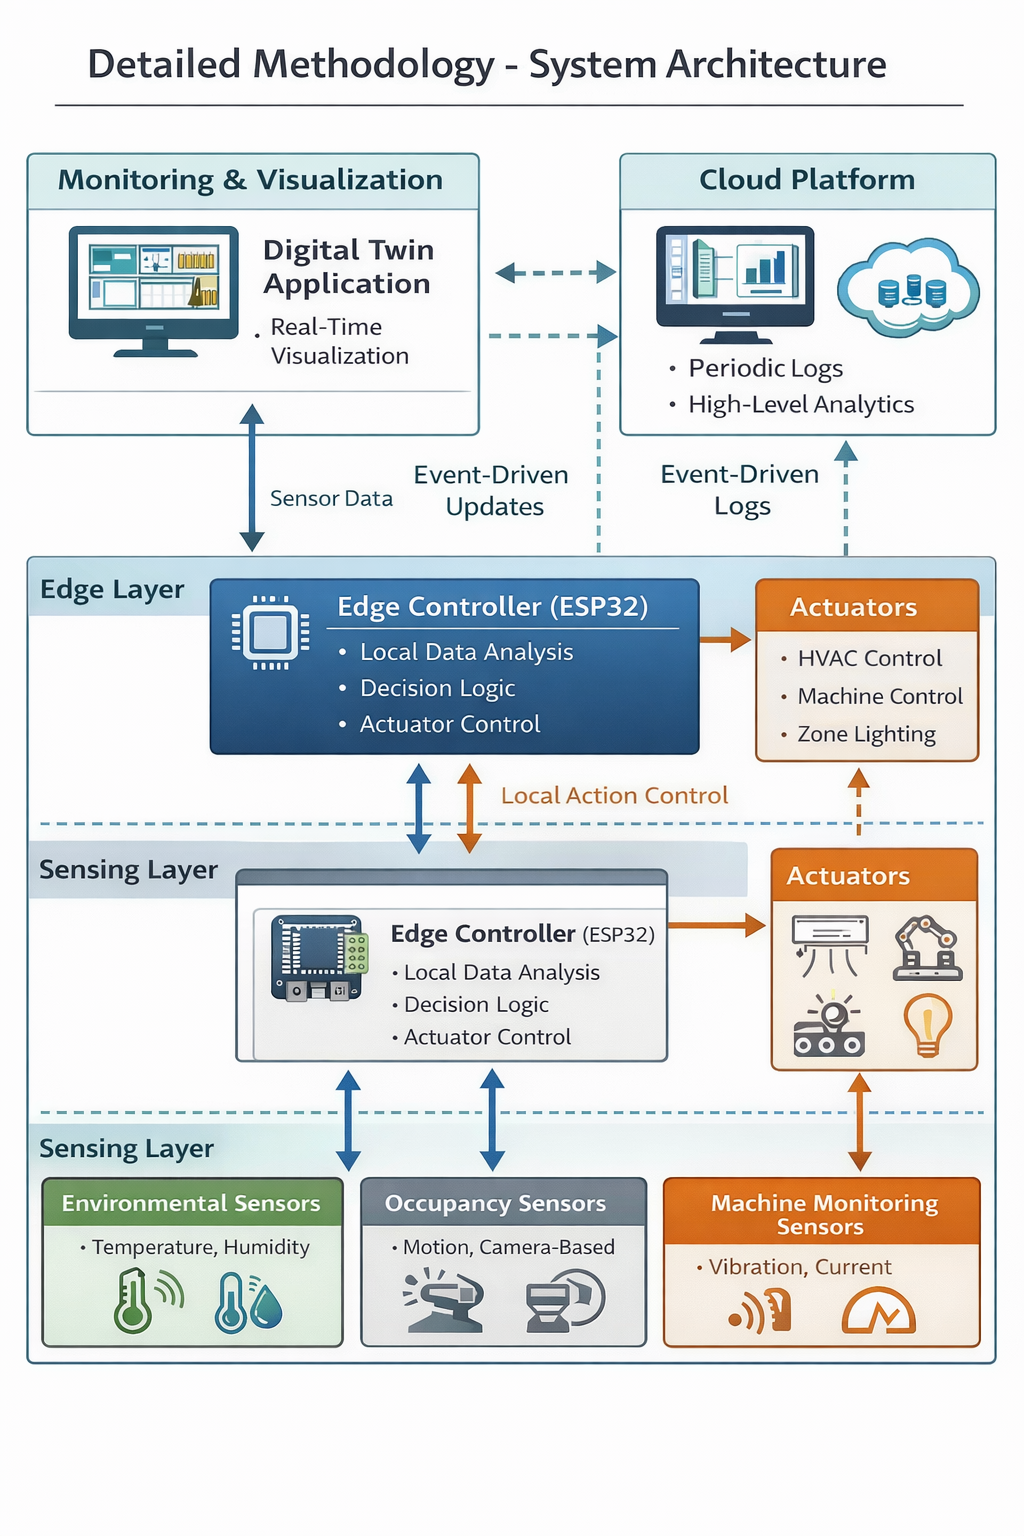 Detailed Methodology - System Architecture
Monitoring & Visualization
Digital Twin
Application
• Real-Time
Visualization
Cloud Platform
• Periodic Logs
• High-Level Analytics
Sensor Data
Event-Driven
Updates
Event-Driven
Logs
Edge Layer
Edge Controller (ESP32)
• Local Data Analysis
• Decision Logic
• Actuator Control
Actuators
• HVAC Control
• Machine Control
• Zone Lighting
Local Action Control
Sensing Layer
Edge Controller (ESP32)
• Local Data Analysis
• Decision Logic
• Actuator Control
Actuators
Sensing Layer
Environmental Sensors
• Temperature, Humidity
Occupancy Sensors
• Motion, Camera-Based
Machine Monitoring
Sensors
• Vibration, Current